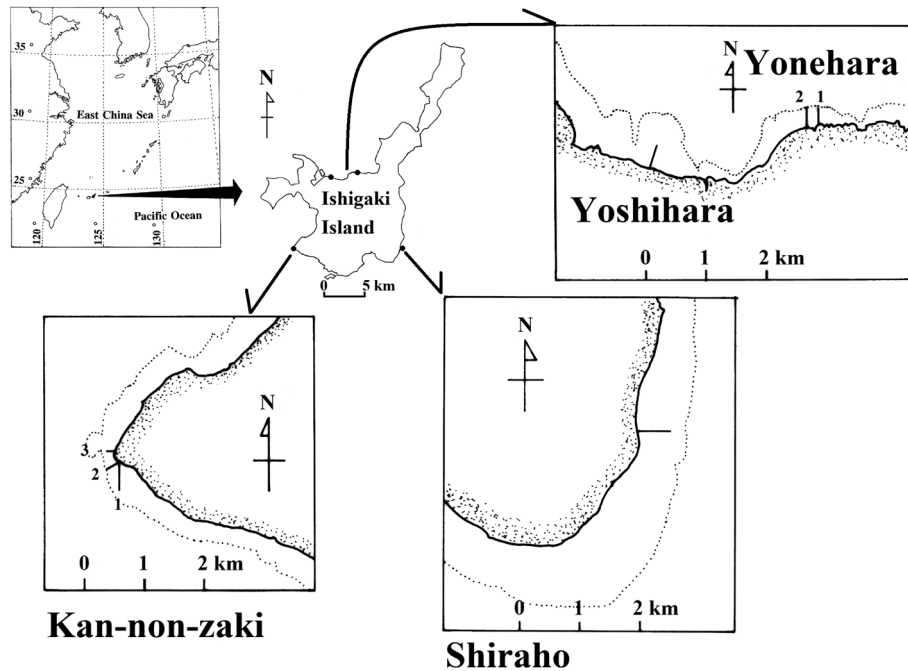 35°
30°
25°
120°
125°
130°
East China Sea
Pacific Ocean
N
Ishigaki
Island
0 5 km
N
Yonehara
2 1
Yoshihara
0 1 2 km
N
3
2
1
0 1 2 km
Kan-non-zaki
N
0 1 2 km
Shiraho